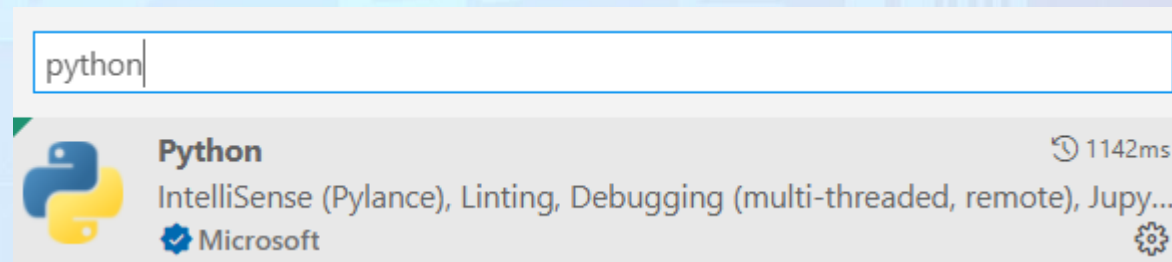 python
Python 1142ms
IntelliSense (Pylance), Linting, Debugging (multi-threaded, remote), Jupy...
Microsoft